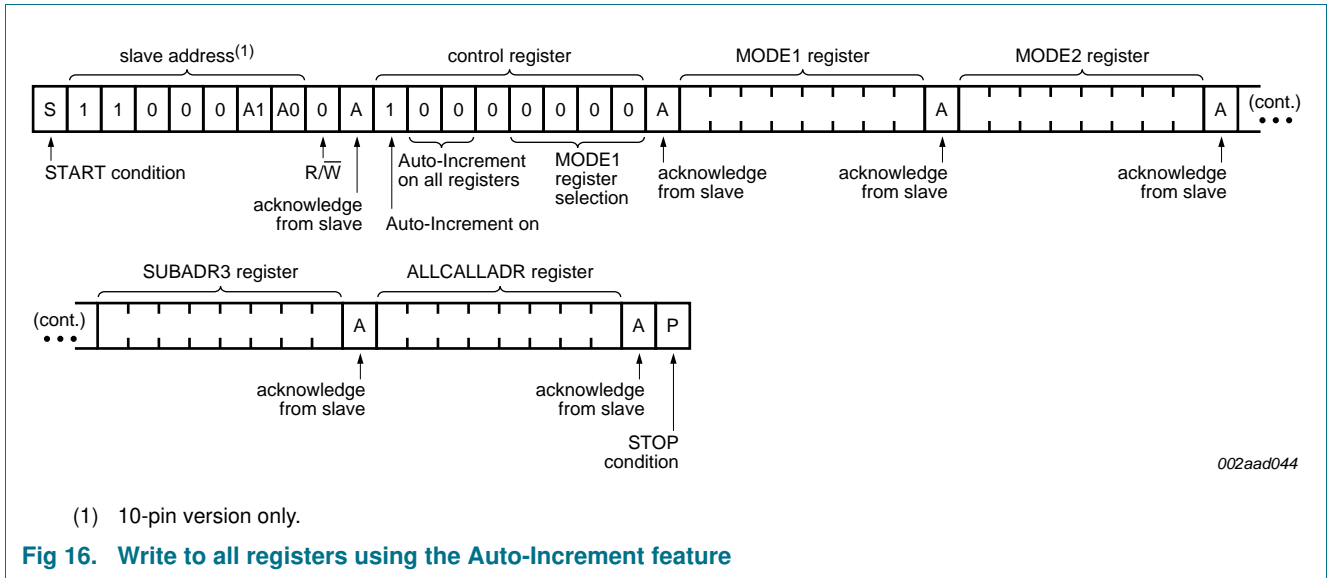 slave address(1) control register MODE1 register MODE2 register
S 1 1 0 0 0 A1 A0 0 A 1 0 0 0 0 0 0 0 A A A (cont.)
START condition R/W Auto-Increment on all registers MODE1 register selection acknowledge from slave acknowledge from slave acknowledge from slave
acknowledge from slave Auto-Increment on
SUBADR3 register ALLCALLADR register
(cont.) A A P
acknowledge from slave acknowledge from slave
STOP condition
002aad044
(1) 10-pin version only.
Fig 16. Write to all registers using the Auto-Increment feature